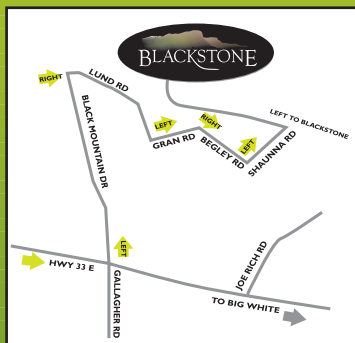 BLACKSTONE
RIGHT
LUND RD
BLACK MOUNTAIN DR
LEFT
RIGHT
LEFT TO BLACKSTONE
GRAN RD
BEGLEY RD
LEFT
SHAUNNA RD
LEFT
HWY 33 E
GALLAGHER RD
JOE RICH RD
TO BIG WHITE